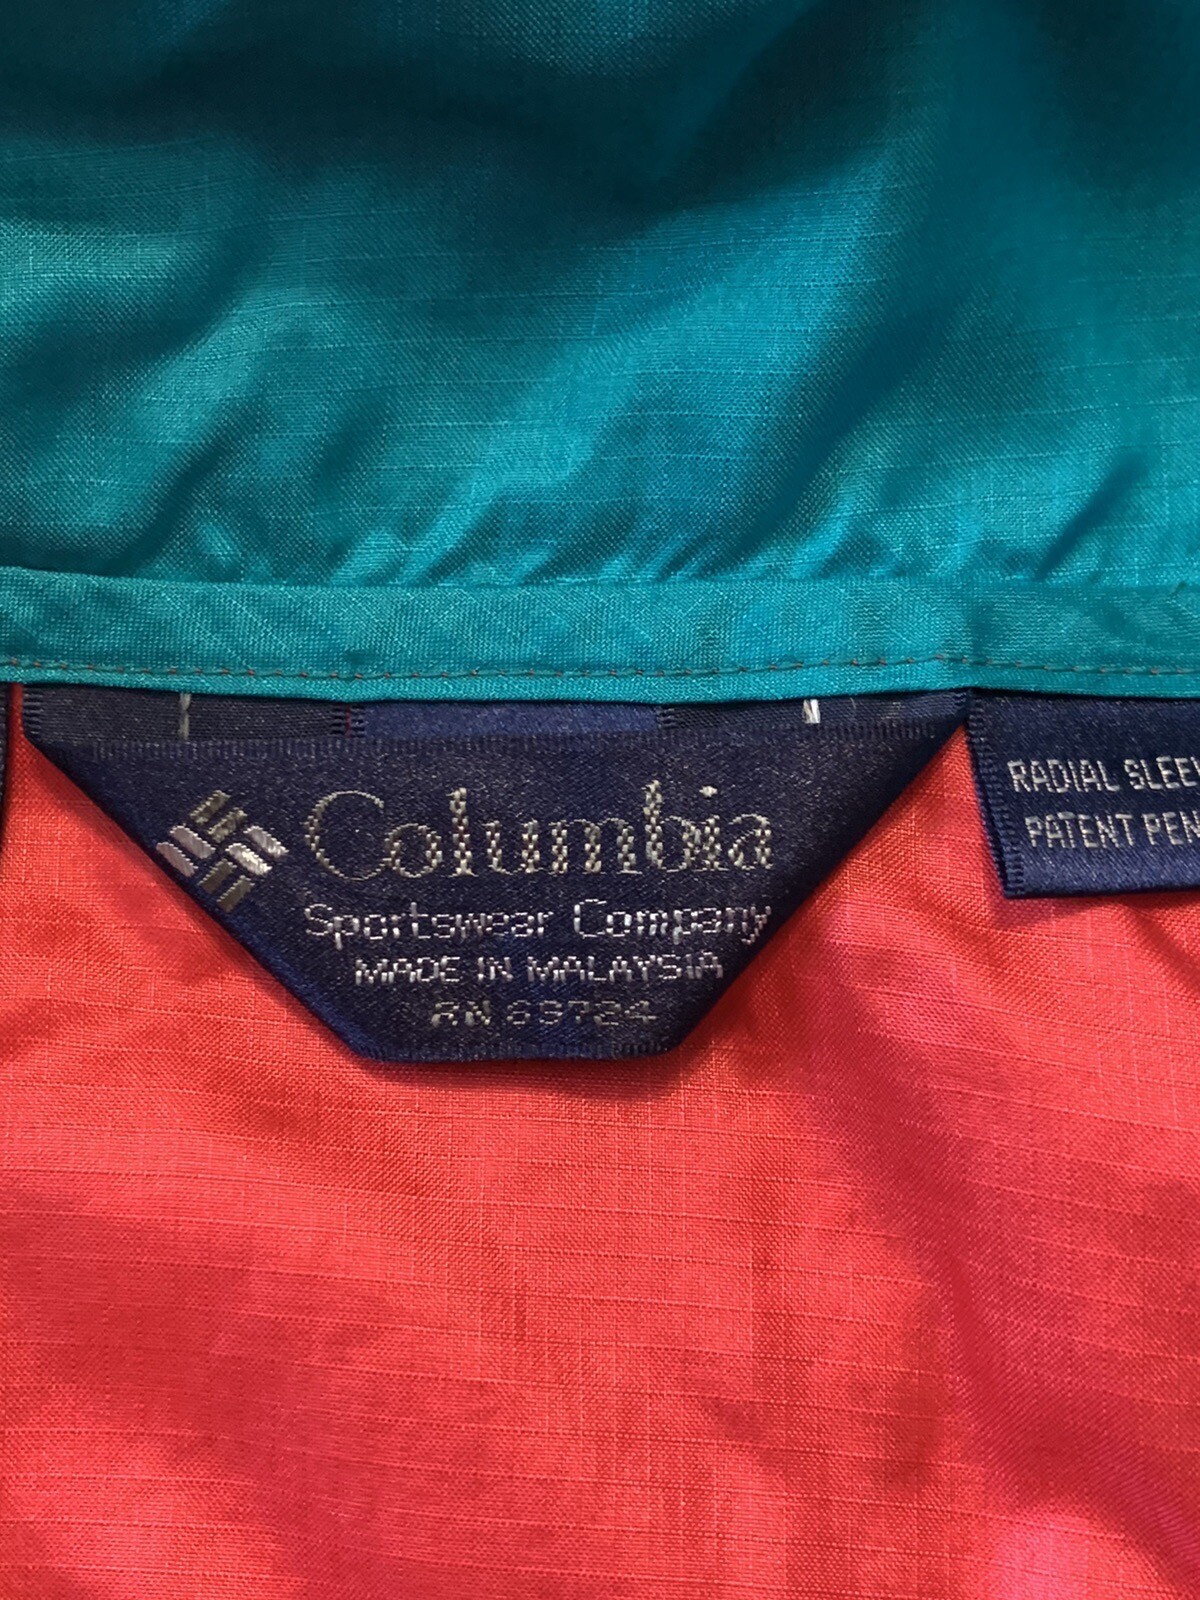 Columbia
Sportswear Company
MADE IN MALAYSIA
RN 69724
RADIAL SLEEV
PATENT PEN